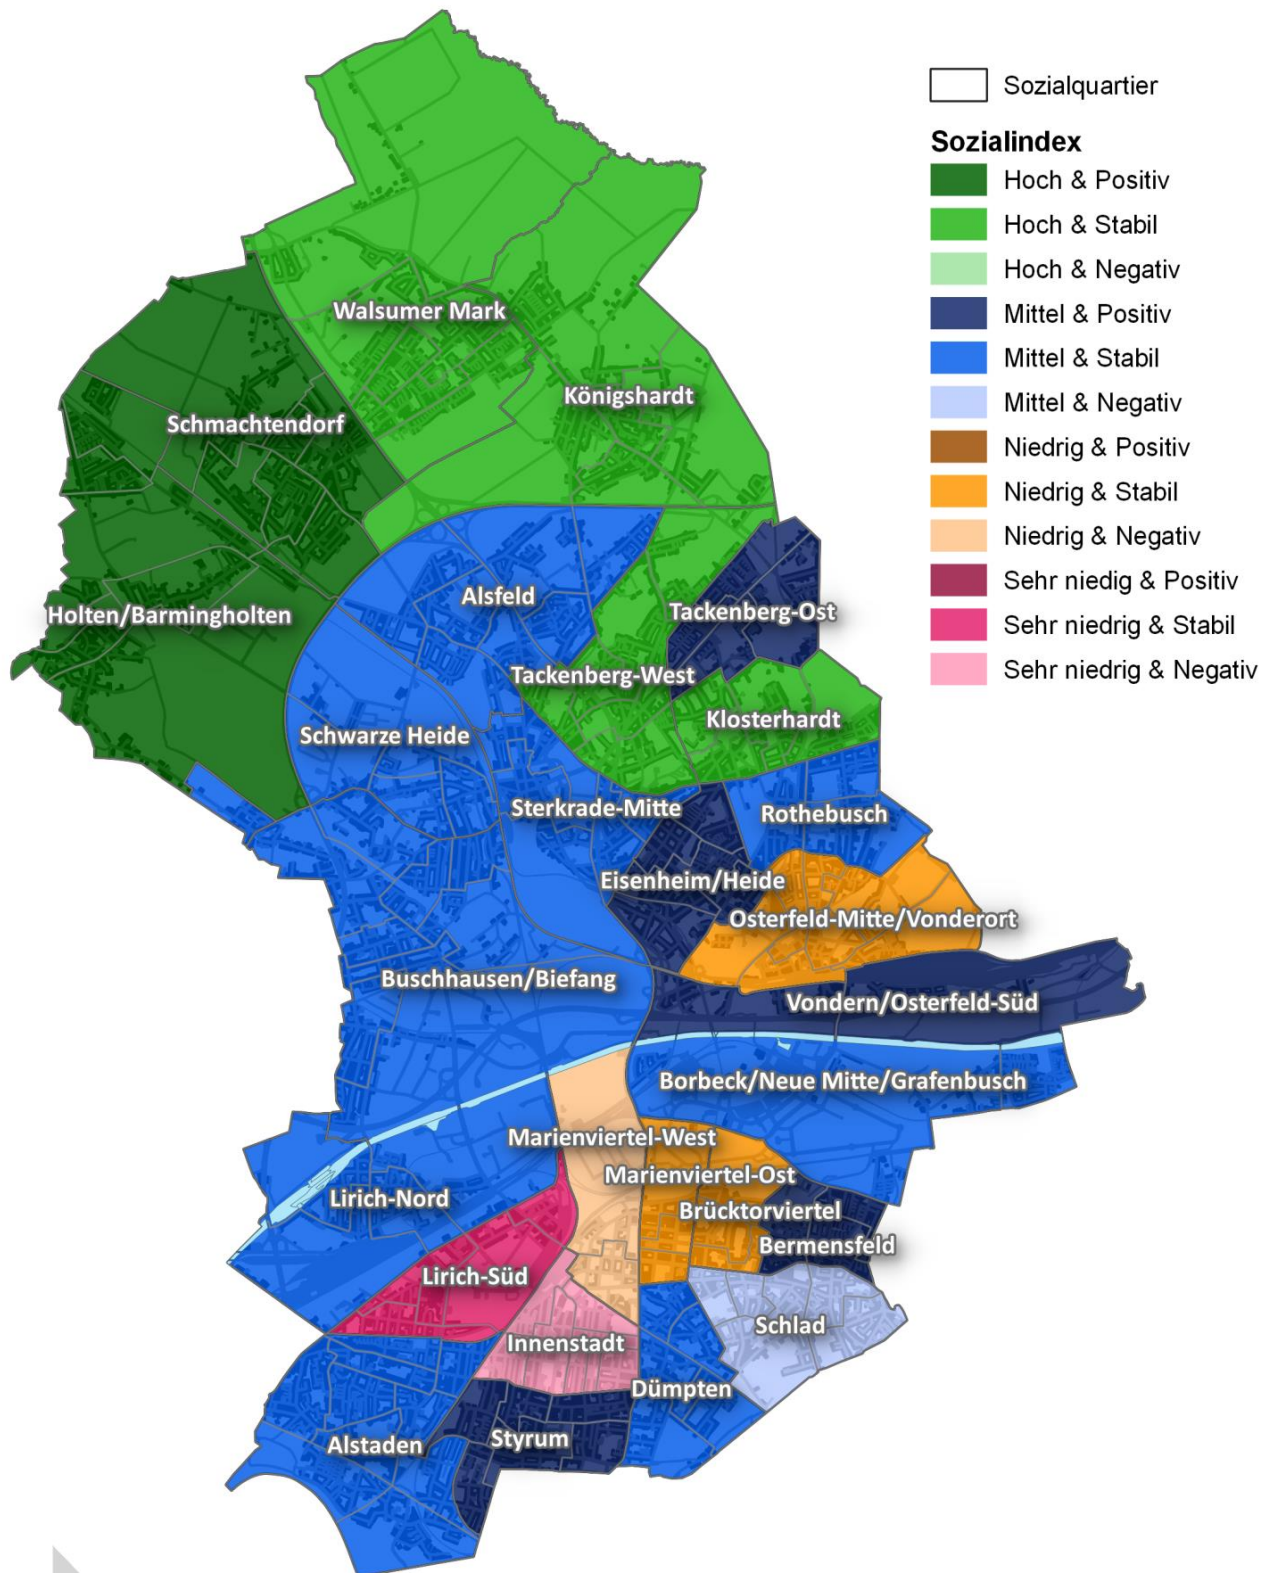 Sozialquartier
Sozialindex
Hoch & Positiv
Hoch & Stabil
Hoch & Negativ
Mittel & Positiv
Mittel & Stabil
Mittel & Negativ
Niedrig & Positiv
Niedrig & Stabil
Niedrig & Negativ
Sehr niedig & Positiv
Sehr niedrig & Stabil
Sehr niedrig & Negativ
Walsumer Mark
Königshardt
Schmachtendorf
Alsfeld
Tackenberg-Ost
Holten/Barmingholten
Tackenberg-West
Klosterhardt
Schwarze Heide
Sterkrade-Mitte
Rothebusch
Eisenheim/Heide
Osterfeld-Mitte/Vonderort
Buschhausen/Biefang
Vondern/Osterfeld-Süd
Borbeck/Neue Mitte/Grafenbusch
Marienviertel-West
Marienviertel-Ost
Lirich-Nord
Brücktorviertel
Bermensfeld
Lirich-Süd
Schlad
Innenstadt
Dümpten
Styrum
Alstaden